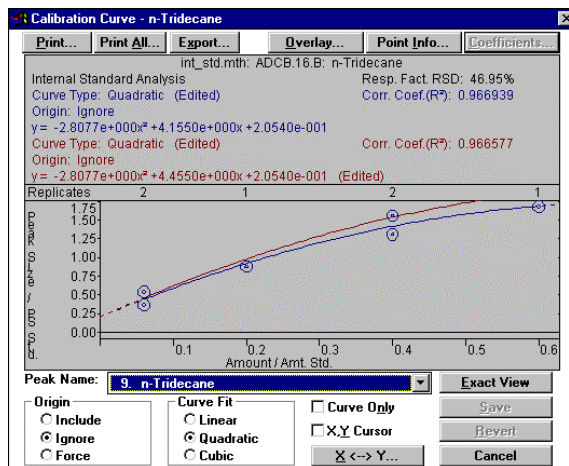 Calibration Curve - n-Tridecane
Print... Print All... Export... Overlay... Point Info... Coefficients...
int_std.mth: ADCB.16.B: n-Tridecane
Internal Standard Analysis Resp. Fact. RSD: 46.95%
Curve Type: Quadratic (Edited) Corr. Coef.(R²): 0.966939
Origin: Ignore
y = -2.8077e+000x² +4.1550e+000x +2.0540e-001
Curve Type: Quadratic (Edited) Corr. Coef.(R²): 0.966577
Origin: Ignore
y = -2.8077e+000x² +4.4550e+000x +2.0540e-001 (Edited)
Replicates 2 1 2 1
Peak Size / PS Std.
1.75
1.50
1.25
1.00
0.75
0.50
0.25
0.00
0.1 0.2 0.3 0.4 0.5 0.6
Amount / Amt. Std.
Peak Name: 9. n-Tridecane Exact View
Origin Curve Fit
Include Linear Curve Only Save
Ignore Quadratic X,Y Cursor Revert
Force Cubic X <--> Y... Cancel